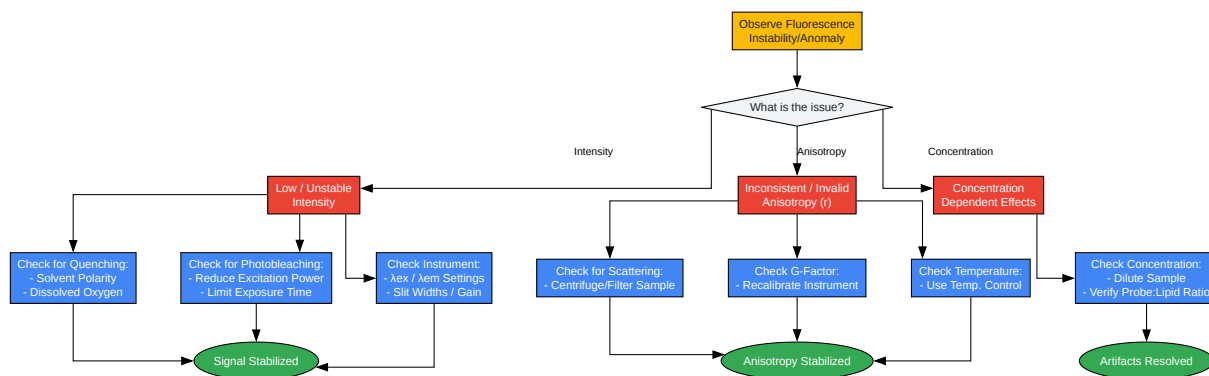 Observe Fluorescence
Instability/Anomaly
What is the issue?
Intensity
Anisotropy
Concentration
Low / Unstable
Intensity
Inconsistent / Invalid
Anisotropy (r)
Concentration
Dependent Effects
Check for Quenching:
- Solvent Polarity
- Dissolved Oxygen
Check for Photobleaching:
- Reduce Excitation Power
- Limit Exposure Time
Check Instrument:
- λex / λem Settings
- Slit Widths / Gain
Check for Scattering:
- Centrifuge/Filter Sample
Check G-Factor:
- Recalibrate Instrument
Check Temperature:
- Use Temp. Control
Check Concentration:
- Dilute Sample
- Verify Probe:Lipid Ratio
Signal Stabilized
Anisotropy Stabilized
Artifacts Resolved